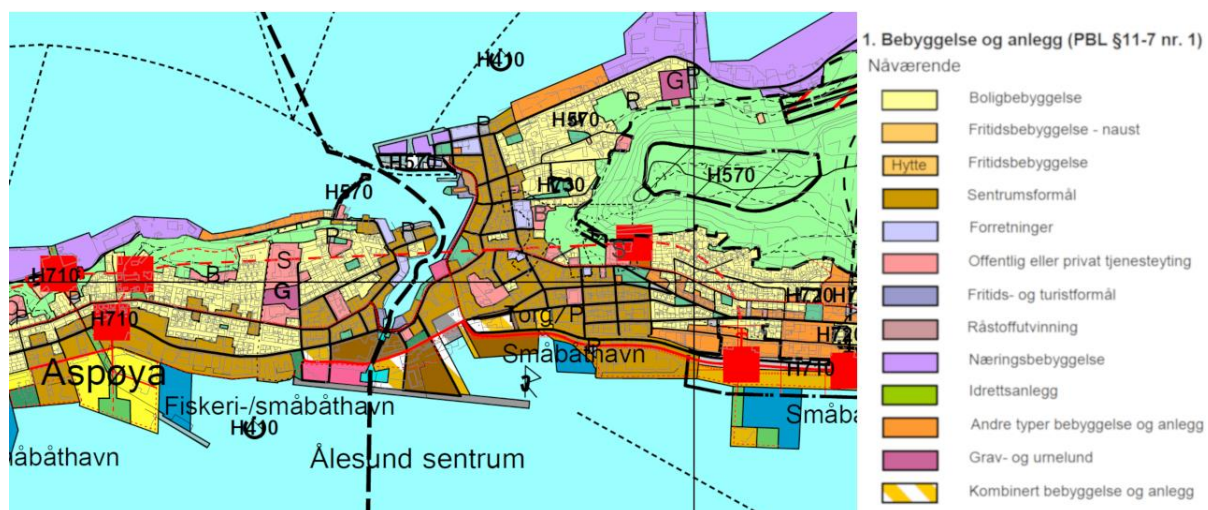 H410
G
P
P
H570
P
H570
H570
H730
H570
P
P
B
S
S
H710
B
P
G
H720
H710
Torg/P
Småbåthavn
P
H710
Aspøya
Fiskeri-/småbåthavn
H410
Ålesund sentrum
måbåthavn
Småb
1. Bebyggelse og anlegg (PBL §11-7 nr. 1)
Nåværende
Boligbebyggelse
Fritidsbebyggelse - naust
Hytte Fritidsbebyggelse
Sentrumsformål
Forretninger
Offentlig eller privat tjenesteyting
Fritids- og turistformål
Råstoffutvinning
Næringsbebyggelse
Idrettsanlegg
Andre typer bebyggelse og anlegg
Grav- og urnelund
Kombinert bebyggelse og anlegg